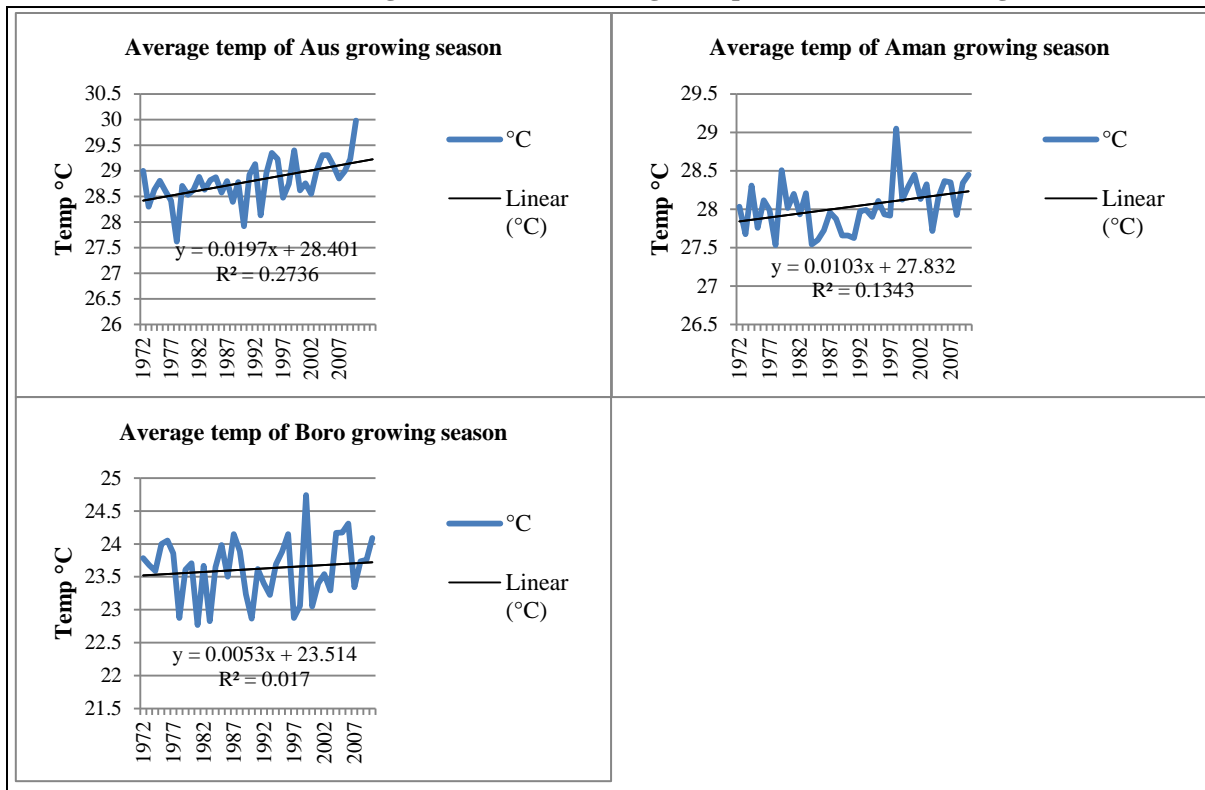 Average temp of Aus growing season
30.5
30
29.5
29
28.5
28
27.5
27
26.5
26
Temp °C
1972
1977
1982
1987
1992
1997
2002
2007
y = 0.0197x + 28.401
R² = 0.2736
°C
Linear
(°C)
Average temp of Aman growing season
29.5
29
28.5
28
27.5
27
26.5
Temp °C
1972
1977
1982
1987
1992
1997
2002
2007
y = 0.0103x + 27.832
R² = 0.1343
°C
Linear
(°C)
Average temp of Boro growing season
25
24.5
24
23.5
23
22.5
22
21.5
Temp °C
1972
1977
1982
1987
1992
1997
2002
2007
y = 0.0053x + 23.514
R² = 0.017
°C
Linear
(°C)